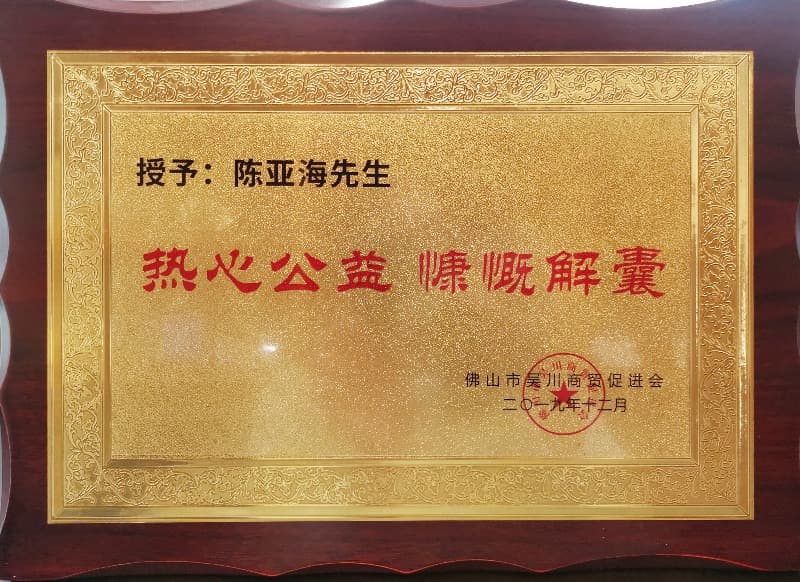 授予：陈亚海先生
热心公益 慷慨解囊
佛山市吴川商贸促进会
二〇一九年十二月